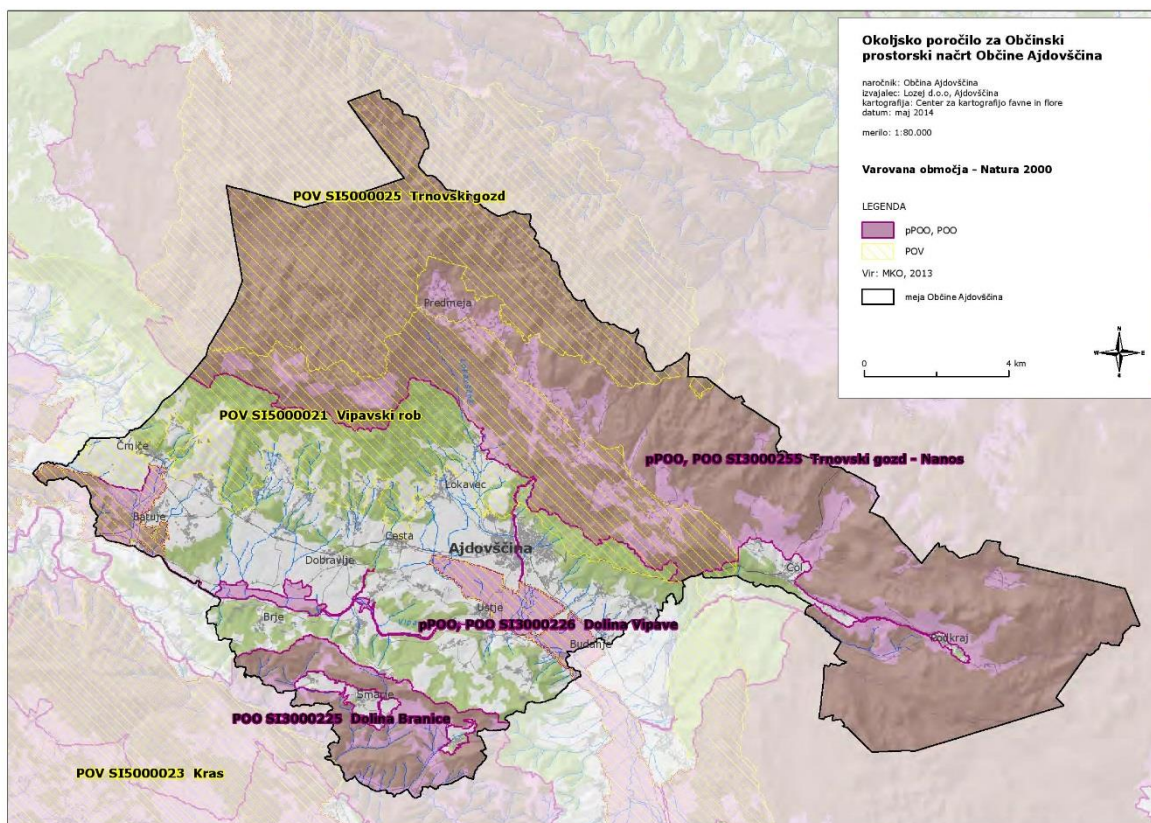 Okoljsko poročilo za Občinski
prostorski načrt Občine Ajdovščina
naročnik: Občina Ajdovščina
izvajalec: Lozej d.o.o, Ajdovščina
kartografija: Center za kartografijo favne in flore
datum: maj 2014
merilo: 1:80.000
Varovana območja - Natura 2000
LEGENDA
pPOO, POO
POV
Vir: MKO, 2013
meja Občine Ajdovščina
N
W E
S
0 4 km
POV SI5000025 Trnovski gozd
Predmeja
POV SI5000021 Vipavski rob
Črniče
pPOO, POO SI3000255 Trnovski gozd - Nanos
Lokavec
Batuje
Cesta
Ajdovščina
Dobravlje
Col
Ustje
Brje
pPOO, POO SI3000226 Dolina Vipave
Budanje
Podkraj
Šmarje
POO SI3000225 Dolina Branice
POV SI5000023 Kras